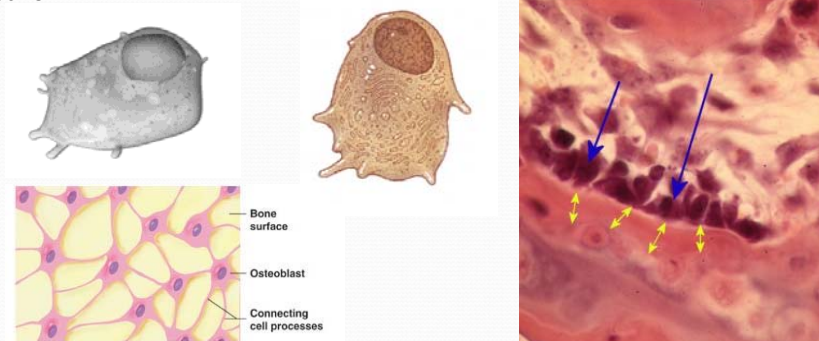 Bone
surface
Osteoblast
Connecting
cell processes